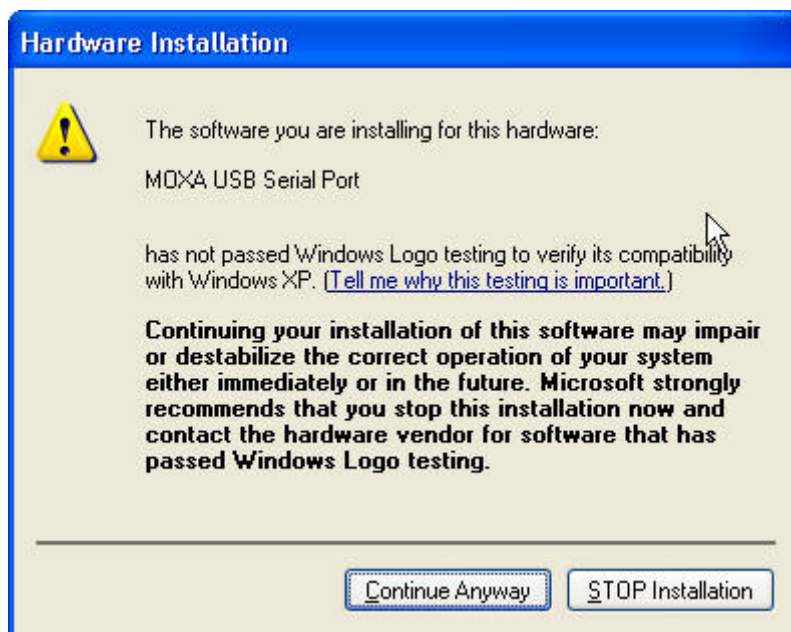 Hardware Installation
The software you are installing for this hardware:
MOXA USB Serial Port
has not passed Windows Logo testing to verify its compatibility
with Windows XP. (Tell me why this testing is important.)
Continuing your installation of this software may impair
or destabilize the correct operation of your system
either immediately or in the future. Microsoft strongly
recommends that you stop this installation now and
contact the hardware vendor for software that has
passed Windows Logo testing.
Continue Anyway
STOP Installation